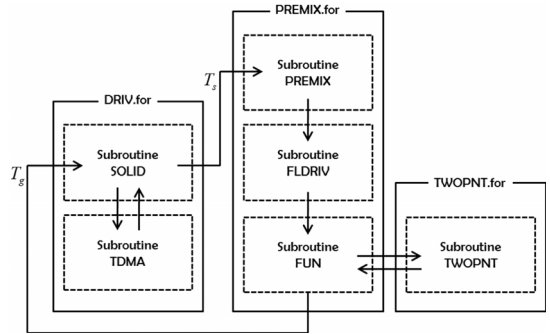 PREMIX.for
Subroutine
PREMIX
T_s
DRIV.for
Subroutine
SOLID
Subroutine
FLDRIV
T_g
TWOPNT.for
Subroutine
TDMA
Subroutine
FUN
Subroutine
TWOPNT